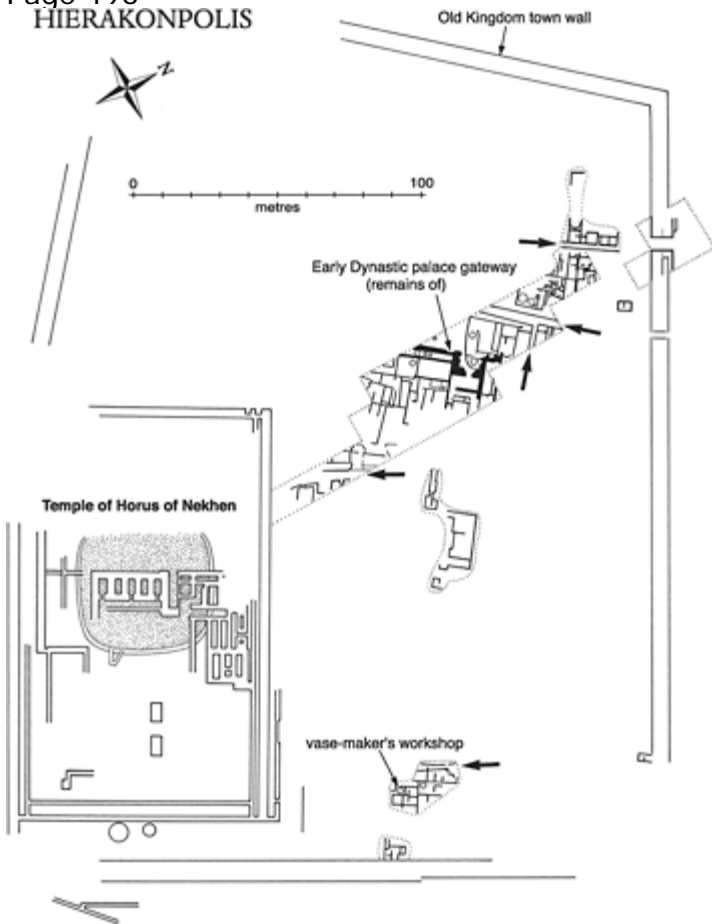 HIERAKONPOLIS
Old Kingdom town wall
N
0 100
metres
Early Dynastic palace gateway
(remains of)
Temple of Horus of Nekhen
vase-maker's workshop